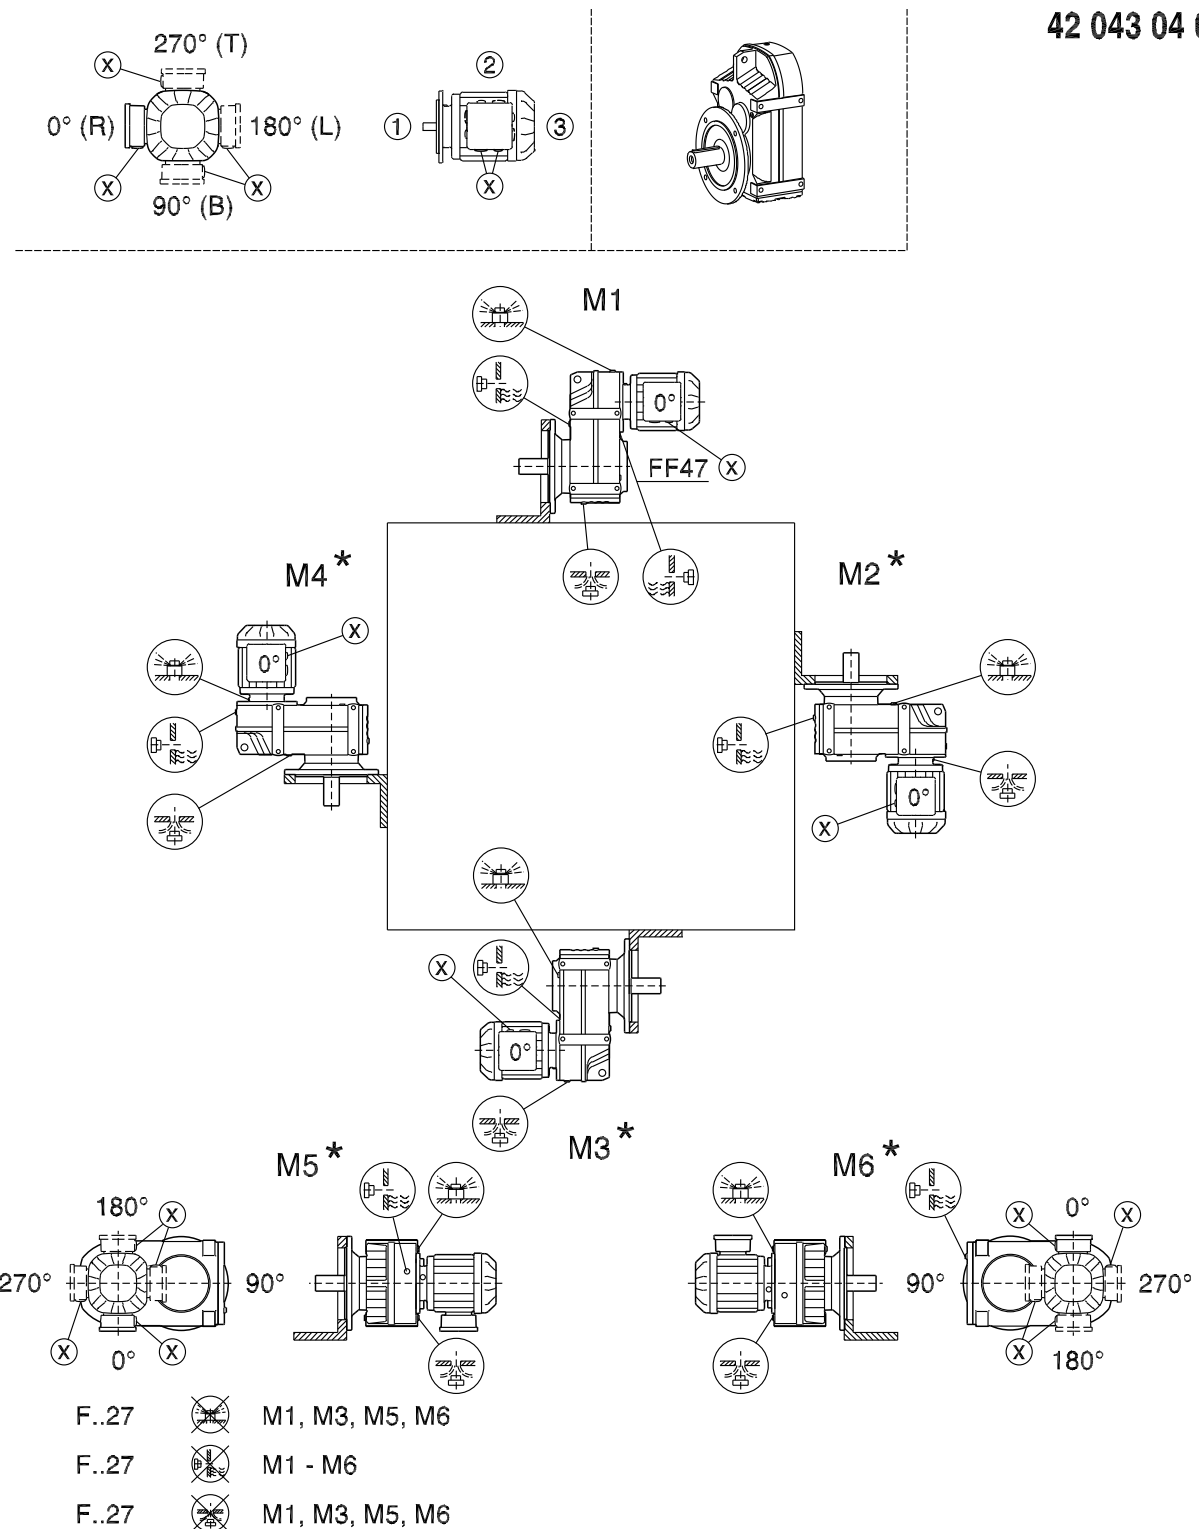 42 043 04
270° (T)
X
0° (R)
180° (L)
X
X
90° (B)
2
1
3
X
M1
0°
FF47
X
M4*
M2*
X
0°
0°
X
X
0°
M3*
M5*
M6*
180°
X
270°
90°
X
0°
X
X
0°
X
90°
270°
X
180°
F..27
M1, M3, M5, M6
F..27
M1 - M6
F..27
M1, M3, M5, M6